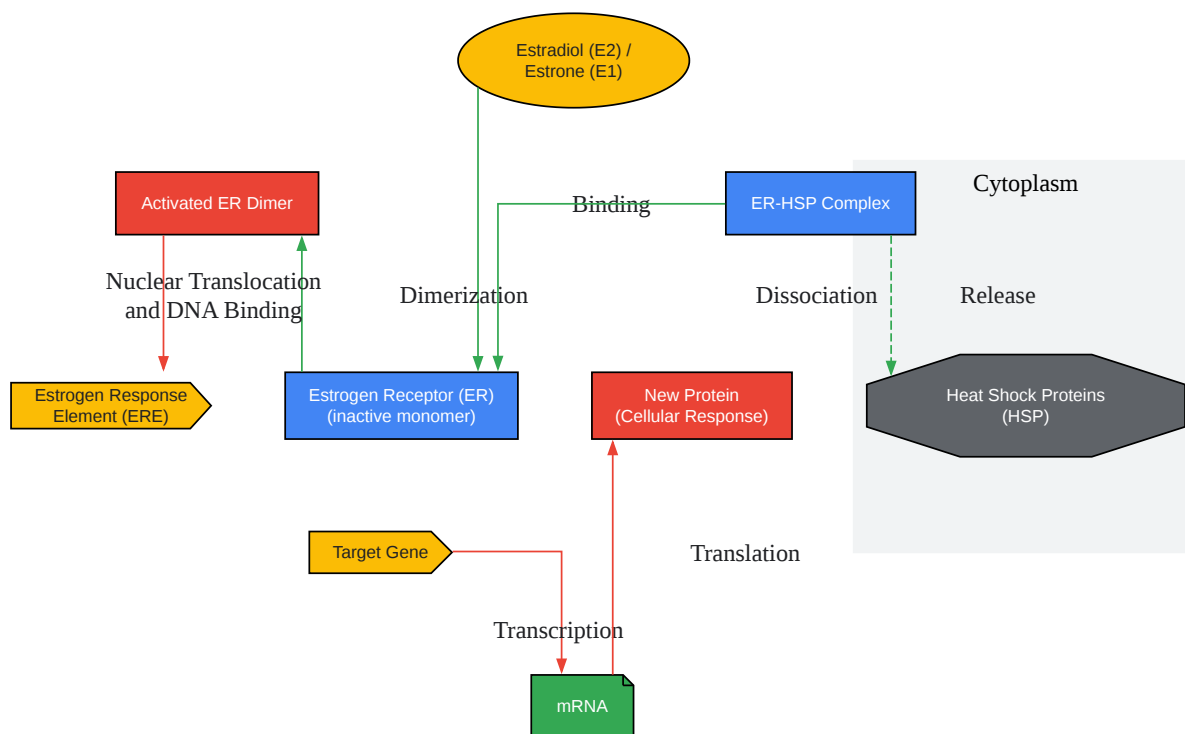 Estradiol (E2) /
Estrone (E1)
Cytoplasm
Activated ER Dimer
Binding
ER-HSP Complex
Nuclear Translocation
and DNA Binding
Dimerization
Dissociation
Release
Estrogen Response
Element (ERE)
Estrogen Receptor (ER)
(inactive monomer)
New Protein
(Cellular Response)
Heat Shock Proteins
(HSP)
Target Gene
Translation
Transcription
mRNA